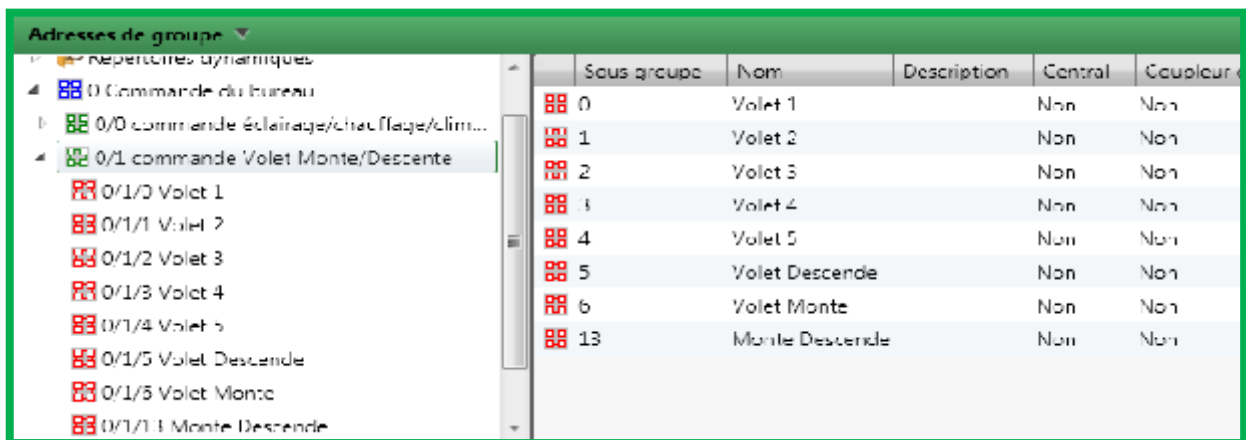 Adresses de groupe
Répertoires dynamiques
0 Commande du bureau
0/0 commande éclairage/chauffage/clim...
0/1 commande Volet Monte/Descente
0/1/0 Volet 1
0/1/1 Volet 2
0/1/2 Volet 3
0/1/3 Volet 4
0/1/4 Volet 5
0/1/5 Volet Descende
0/1/6 Volet Monte
0/1/13 Monte Descende
Sous groupe Nom Description Central Coupleur
0 Volet 1 Non Non
1 Volet 2 Non Non
2 Volet 3 Non Non
3 Volet 4 Non Non
4 Volet 5 Non Non
5 Volet Descende Non Non
6 Volet Monte Non Non
13 Monte Descende Non Non